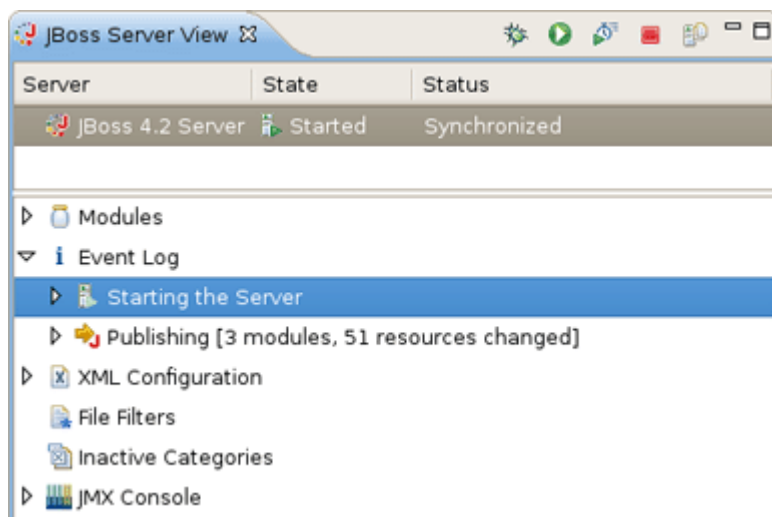 JBoss Server View
Server State Status
JBoss 4.2 Server Started Synchronized
Modules
Event Log
Starting the Server
Publishing [3 modules, 51 resources changed]
XML Configuration
File Filters
Inactive Categories
JMX Console